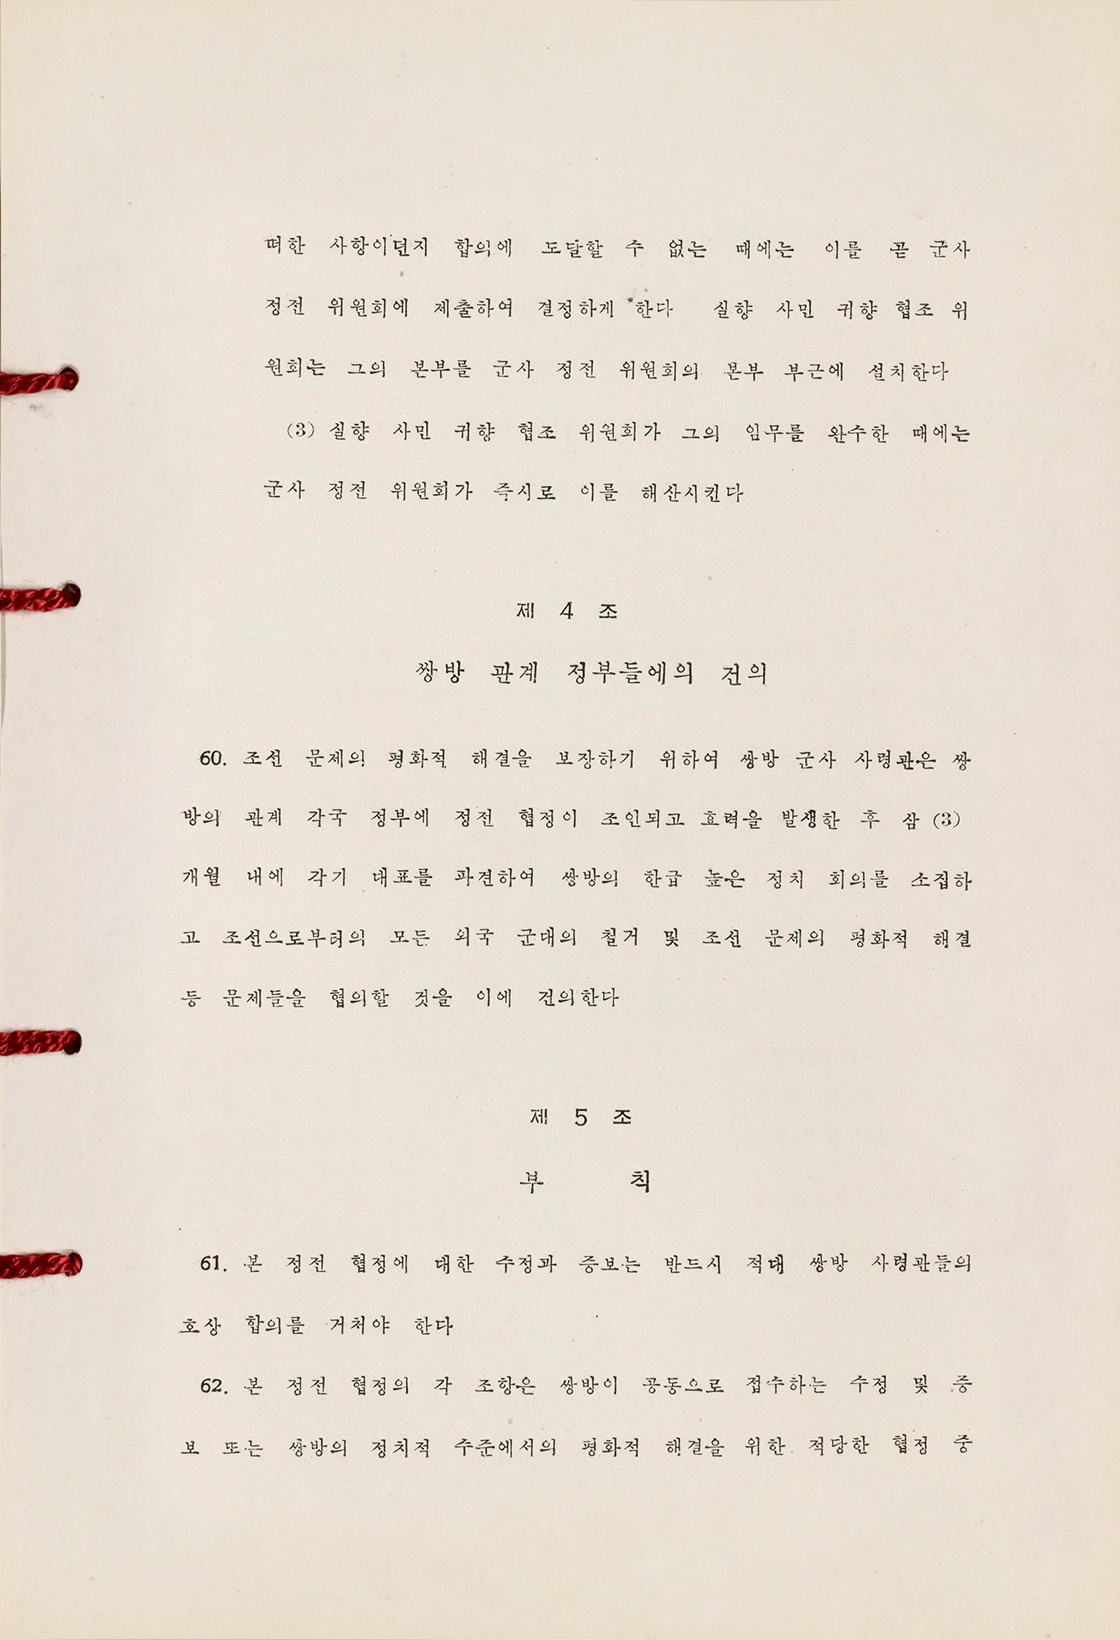 떠한 사항이던지 합의에 도달할 수 없는 때에는 이를 곧 군사
정전 위원회에 제출하여 결정하게 한다 실향 사민 귀향 협조 위
원회는 그의 본부를 군사 정전 위원회의 본부 부근에 설치한다
(3) 실향 사민 귀향 협조 위원회가 그의 임무를 완수한 때에는
군사 정전 위원회가 즉시로 이를 해산시킨다
제 4 조
쌍방 관계 정부들에의 건의
60. 조선 문제의 평화적 해결을 보장하기 위하여 쌍방 군사 사령관은 쌍
방의 관계 각국 정부에 정전 협정이 조인되고 효력을 발생한 후 삼 (3)
개월 내에 각기 대표를 파견하여 쌍방의 한급 높은 정치 회의를 소집하
고 조선으로부터의 모든 외국 군대의 철거 및 조선 문제의 평화적 해결
등 문제들을 협의할 것을 이에 건의한다
제 5 조
부 칙
61. 본 정전 협정에 대한 수정과 증보는 반드시 적대 쌍방 사령관들의
호상 합의를 거처야 한다
62. 본 정전 협정의 각 조항은 쌍방이 공동으로 접수하는 수정 및 증
보 또는 쌍방의 정치적 수준에서의 평화적 해결을 위한 적당한 협정 중